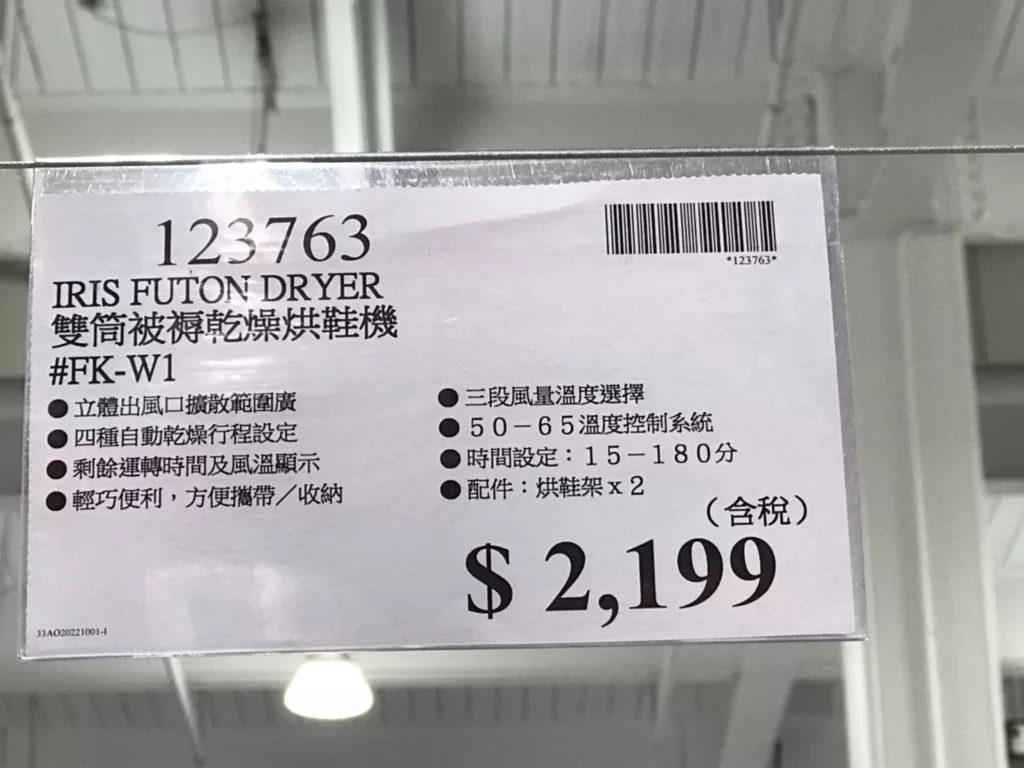 123763
*123763*
IRIS FUTON DRYER
雙筒被褥乾燥烘鞋機
#FK-W1
●立體出風口擴散範圍廣
●四種自動乾燥行程設定
●剩餘運轉時間及風溫顯示
●輕巧便利，方便攜帶／收納
●三段風量溫度選擇
●５０－６５溫度控制系統
●時間設定：１５－１８０分
●配件：烘鞋架ｘ２
（含稅）
$ 2,199
33AO20221001-I